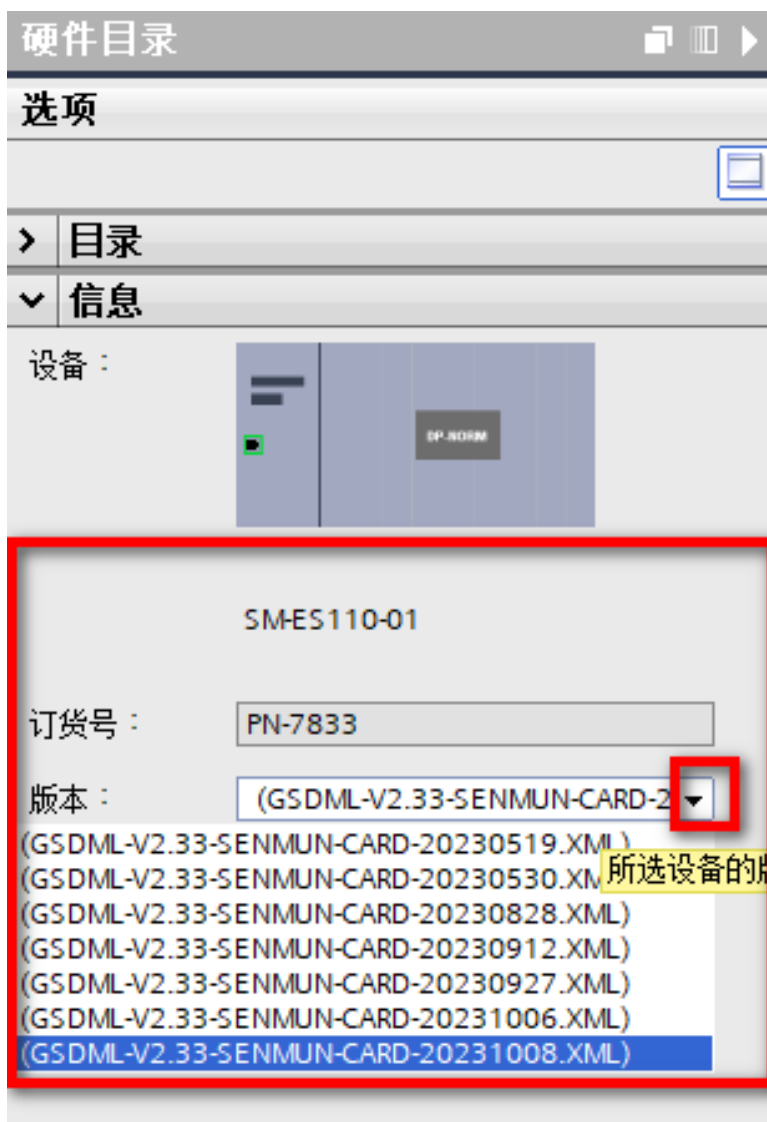 硬件目录
选项
目录
信息
设备：
DP-NORM
SM-ES110-01
订货号：
PN-7833
版本：
(GSDML-V2.33-SENMUN-CARD-2
(GSDML-V2.33-SENMUN-CARD-20230519.XML)
(GSDML-V2.33-SENMUN-CARD-20230530.XM
所选设备的
(GSDML-V2.33-SENMUN-CARD-20230828.XML)
(GSDML-V2.33-SENMUN-CARD-20230912.XML)
(GSDML-V2.33-SENMUN-CARD-20230927.XML)
(GSDML-V2.33-SENMUN-CARD-20231006.XML)
(GSDML-V2.33-SENMUN-CARD-20231008.XML)